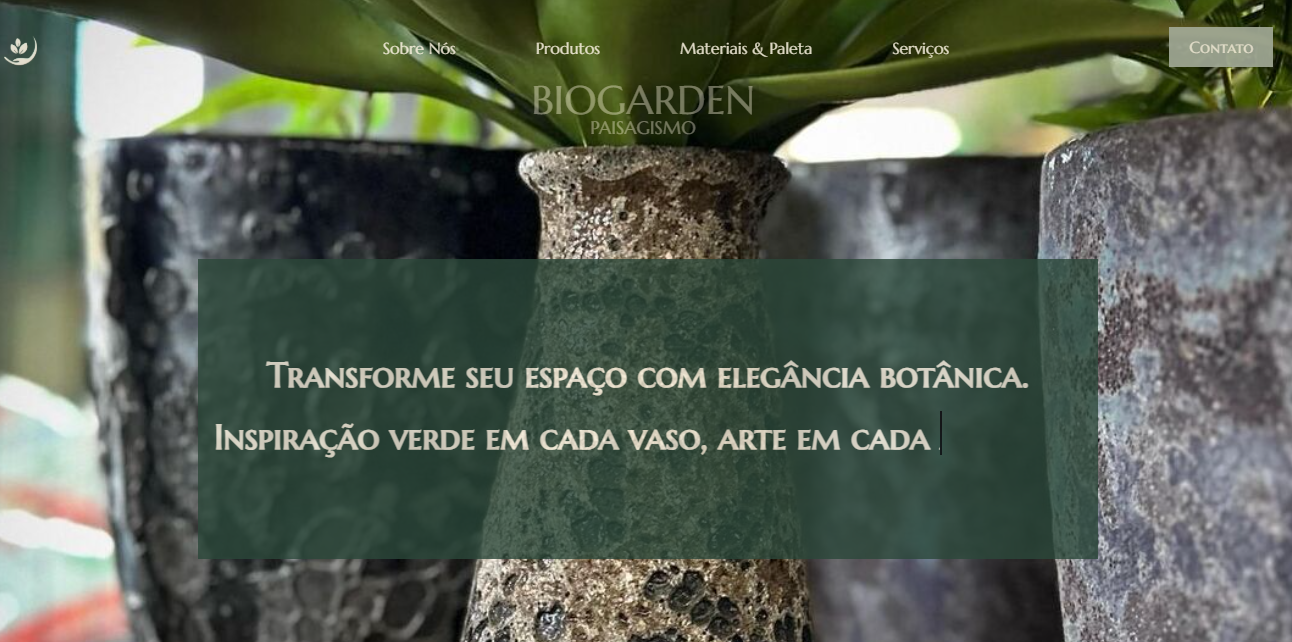 Sobre Nós
Produtos
Materiais & Paleta
Serviços
Contato
BIOGARDEN
PAISAGISMO
Transforme seu espaço com elegância botânica.
Inspiração verde em cada vaso, arte em cada